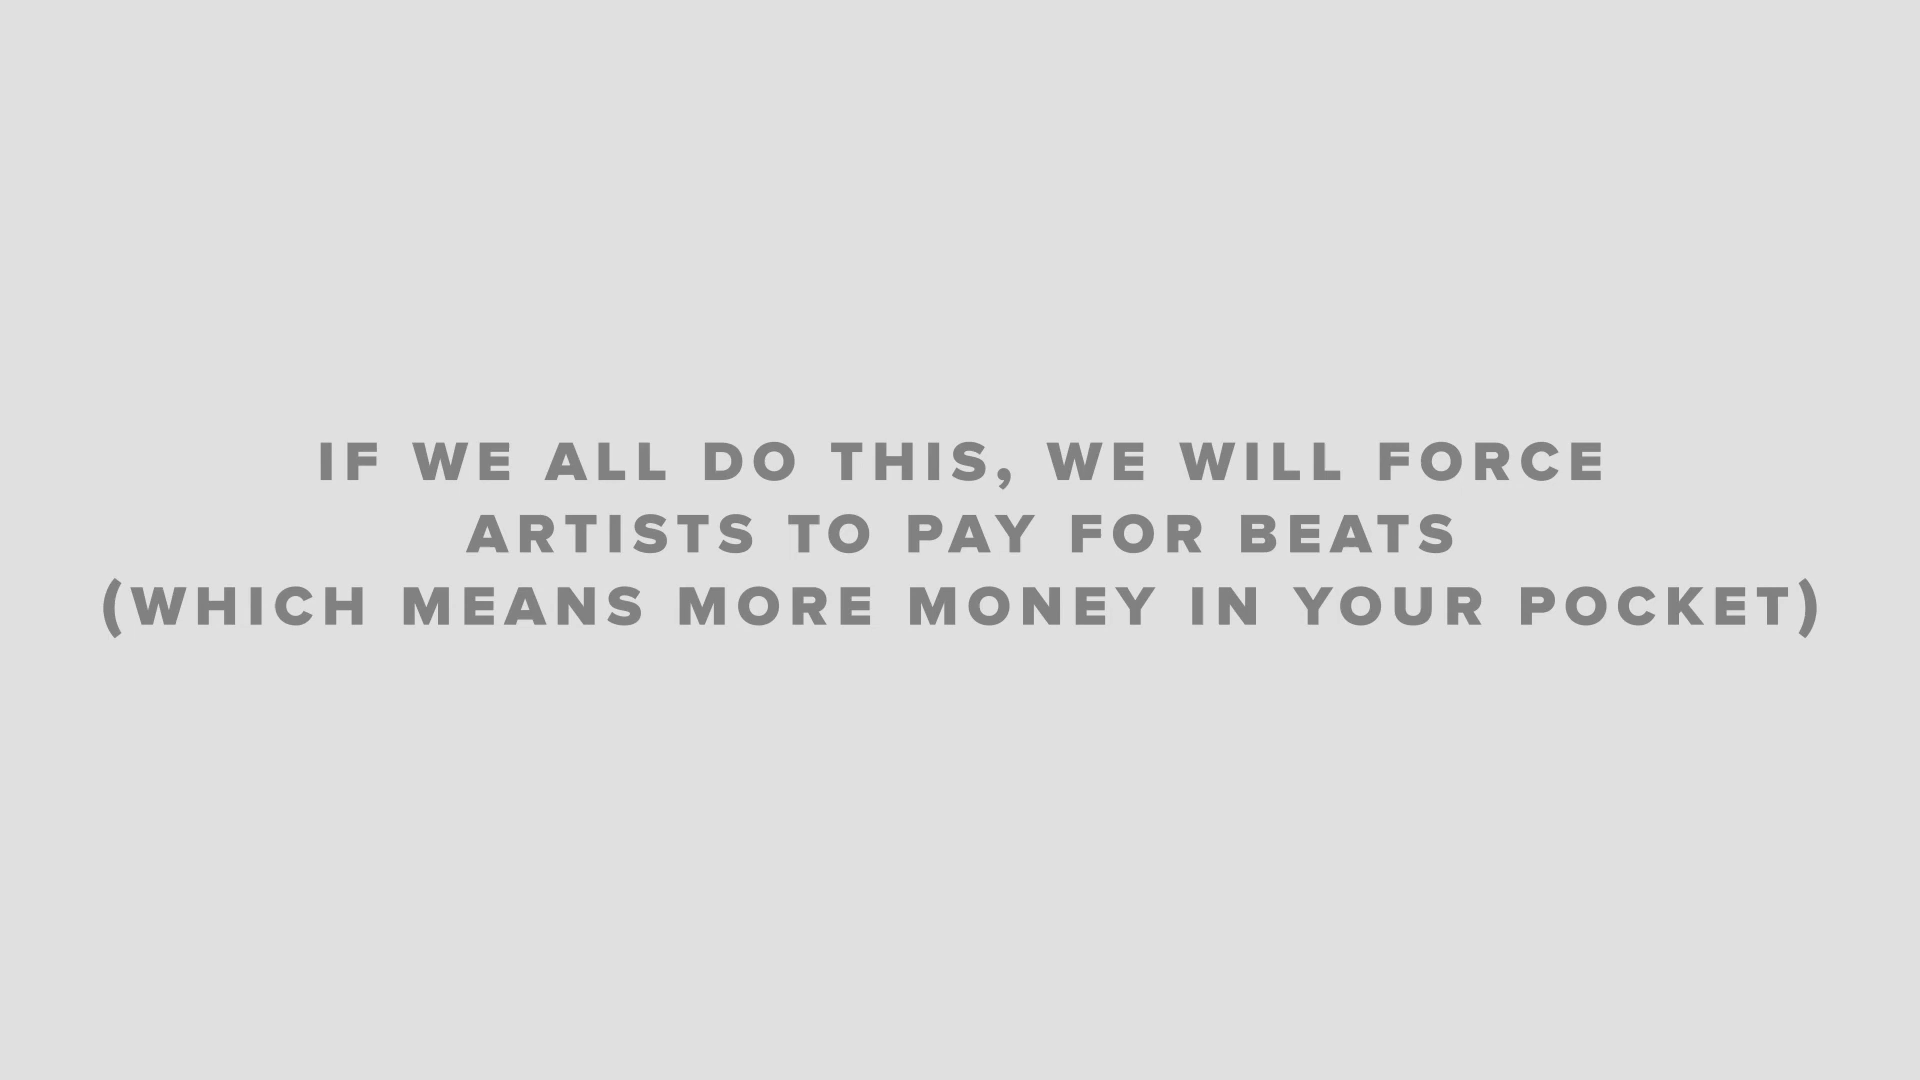 IF WE ALL DO THIS, WE WILL FORCE
ARTISTS TO PAY FOR BEATS
(WHICH MEANS MORE MONEY IN YOUR POCKET)